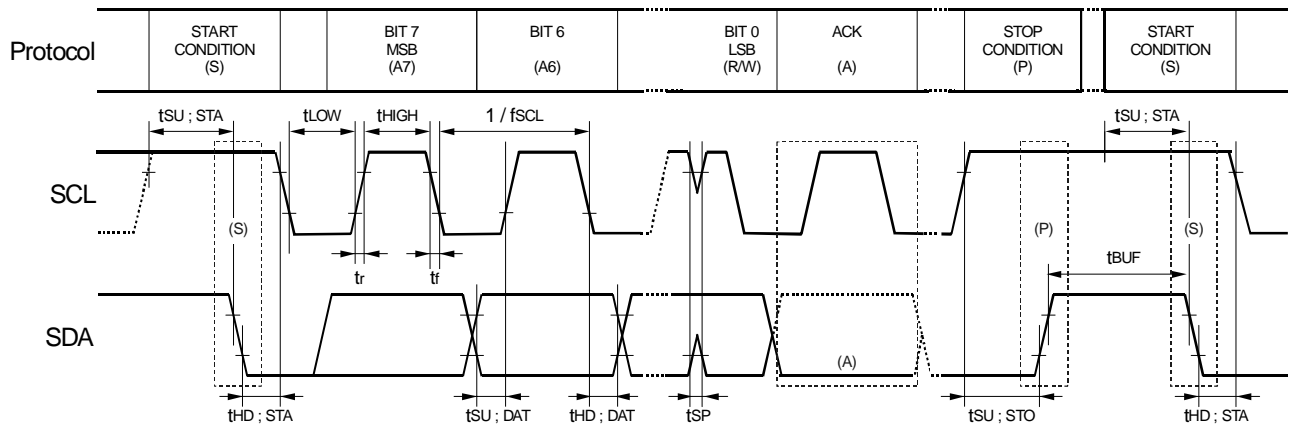 Protocol
START CONDITION (S)
BIT 7 MSB (A7)
BIT 6 (A6)
BIT 0 LSB (R/W)
ACK (A)
STOP CONDITION (P)
START CONDITION (S)
tSU ; STA
tLOW
tHIGH
1 / fSCL
tSU ; STA
SCL
(S)
(P)
(S)
tr
tf
tBUF
SDA
(A)
tHD ; STA
tSU ; DAT
tHD ; DAT
tSP
tSU ; STO
tHD ; STA